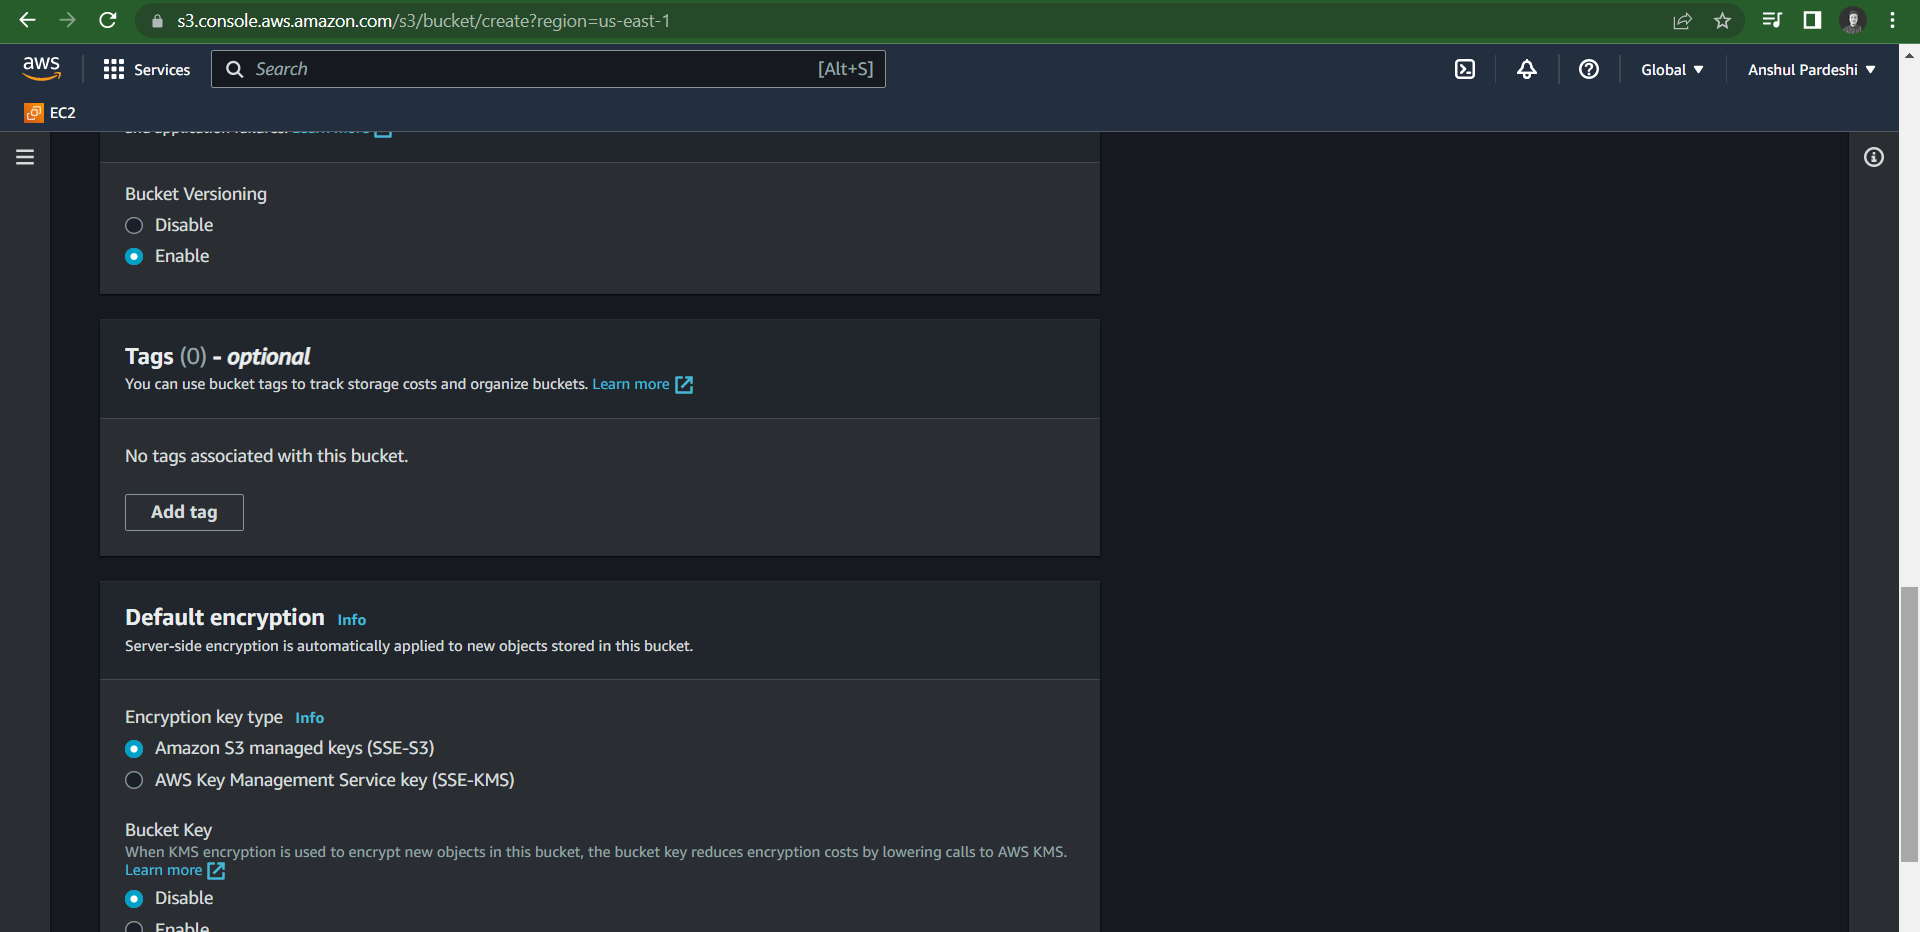 s3.console.aws.amazon.com/s3/bucket/create?region=us-east-1
aws
Services
Search [Alt+S]
Global
Anshul Pardeshi
EC2
and application failures. Learn more
Bucket Versioning
Disable
Enable
Tags (0) - optional
You can use bucket tags to track storage costs and organize buckets. Learn more
No tags associated with this bucket.
Add tag
Default encryption Info
Server-side encryption is automatically applied to new objects stored in this bucket.
Encryption key type Info
Amazon S3 managed keys (SSE-S3)
AWS Key Management Service key (SSE-KMS)
Bucket Key
When KMS encryption is used to encrypt new objects in this bucket, the bucket key reduces encryption costs by lowering calls to AWS KMS.
Learn more
Disable
Enable